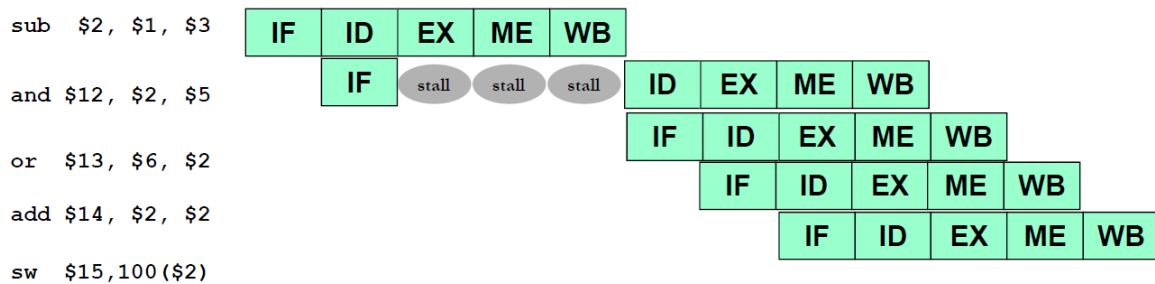 sub $2, $1, $3 IF ID EX ME WB
and $12, $2, $5 IF stall stall stall ID EX ME WB
or $13, $6, $2 IF ID EX ME WB
add $14, $2, $2 IF ID EX ME WB
sw $15,100($2) IF ID EX ME WB